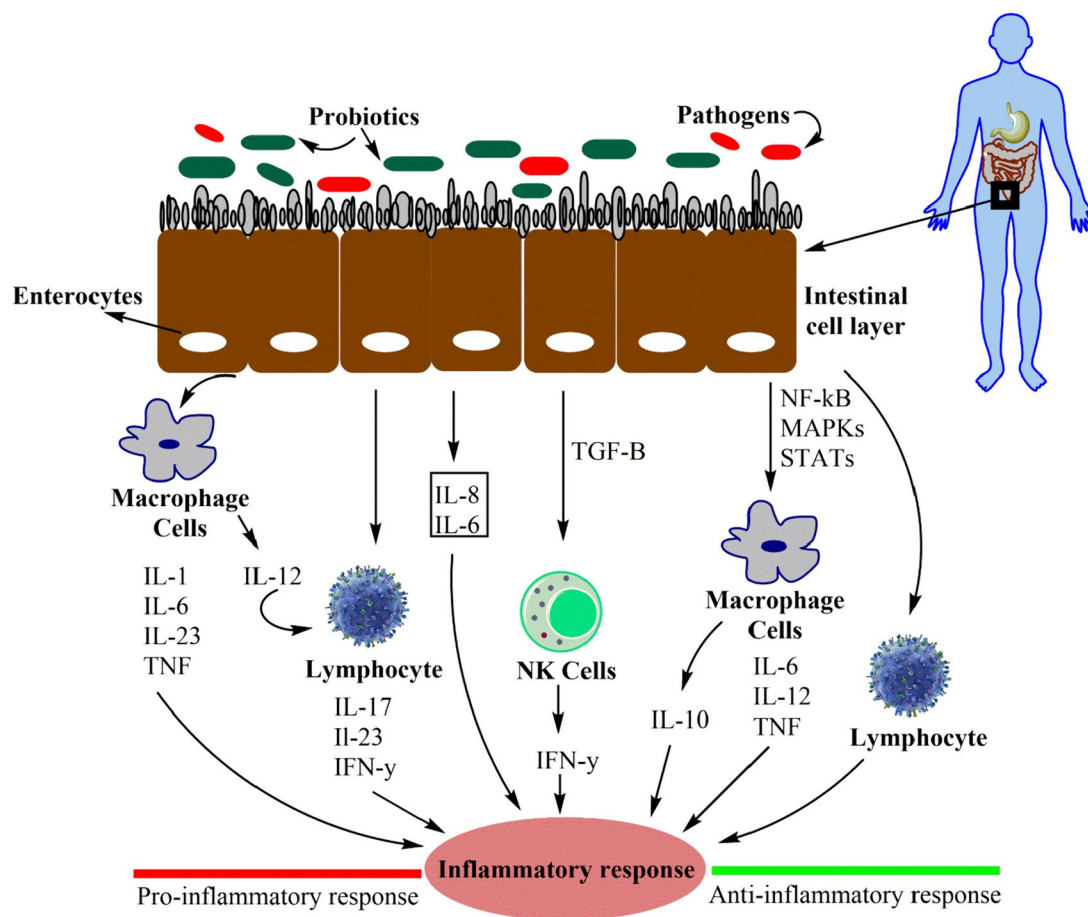 Probiotics
Pathogens
Enterocytes
Intestinal
cell layer
NF-kB
MAPKs
STATs
TGF-B
IL-8
IL-6
Macrophage
Cells
IL-1
IL-6
IL-23
TNF
IL-12
Lymphocyte
IL-17
Il-23
IFN-y
NK Cells
IFN-y
Macrophage
Cells
IL-10
IL-6
IL-12
TNF
Lymphocyte
Inflammatory response
Pro-inflammatory response
Anti-inflammatory response